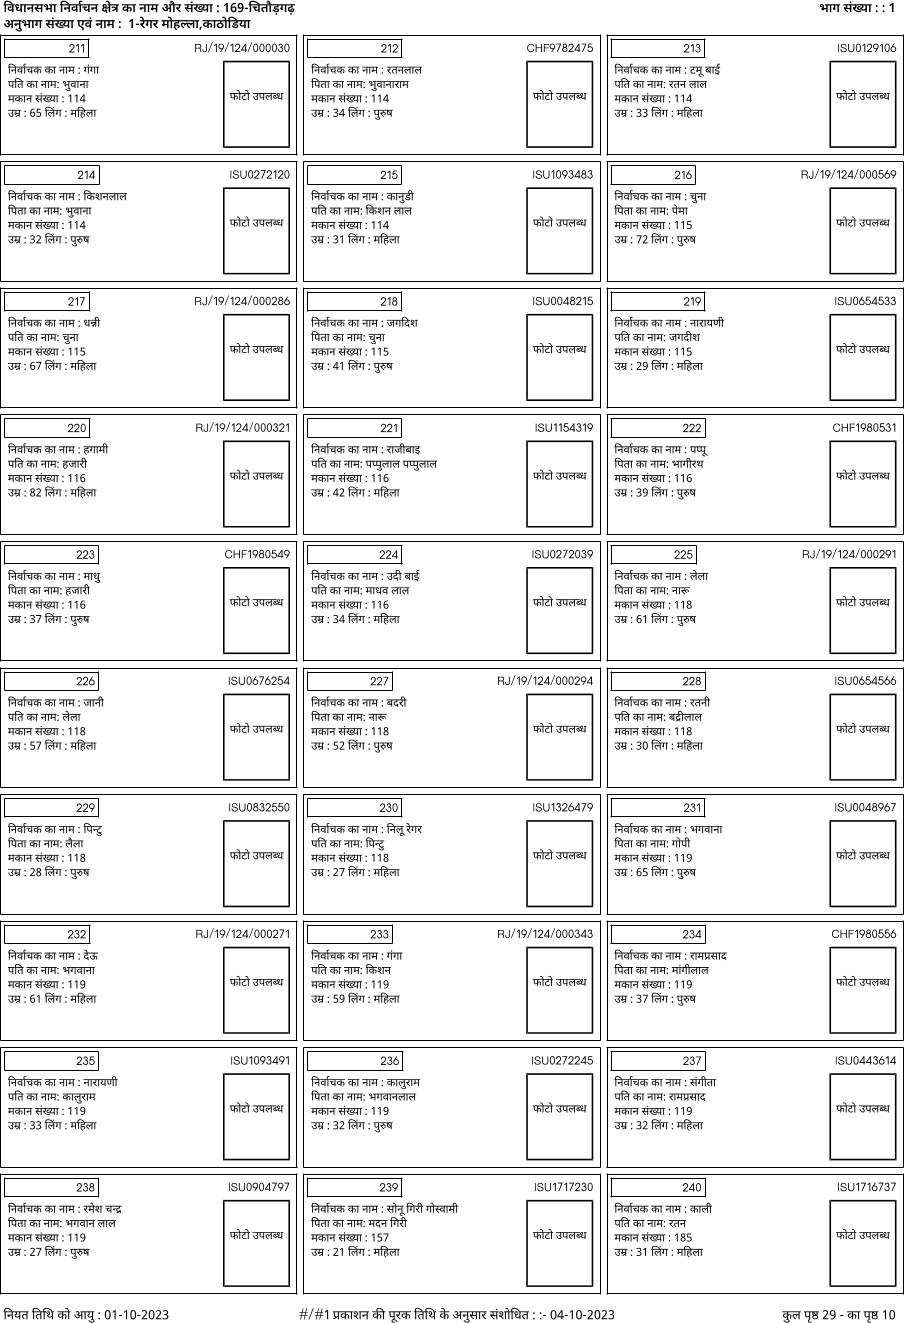 विधानसभा निर्वाचन क्षेत्र का नाम और संख्या : 169-चितौड़गढ़ भाग संख्या : : 1
अनुभाग संख्या एवं नाम : 1-रेगर मोहल्ला,काठोडिया
211 RJ/19/124/000030
निर्वाचक का नाम : गंगा
पति का नाम: भुवाना
मकान संख्या : 114
उम्र : 65 लिंग : महिला
फोटो उपलब्ध
212 CHF9782475
निर्वाचक का नाम : रतनलाल
पिता का नाम: भुवानाराम
मकान संख्या : 114
उम्र : 34 लिंग : पुरुष
फोटो उपलब्ध
213 ISU0129106
निर्वाचक का नाम : टमू बाई
पति का नाम: रतन लाल
मकान संख्या : 114
उम्र : 33 लिंग : महिला
फोटो उपलब्ध
214 ISU0272120
निर्वाचक का नाम : किशनलाल
पिता का नाम: भुवाना
मकान संख्या : 114
उम्र : 32 लिंग : पुरुष
फोटो उपलब्ध
215 ISU1093483
निर्वाचक का नाम : कानुडी
पति का नाम: किशन लाल
मकान संख्या : 114
उम्र : 31 लिंग : महिला
फोटो उपलब्ध
216 RJ/19/124/000569
निर्वाचक का नाम : चुना
पिता का नाम: पेमा
मकान संख्या : 115
उम्र : 72 लिंग : पुरुष
फोटो उपलब्ध
217 RJ/19/124/000286
निर्वाचक का नाम : धन्नी
पति का नाम: चुना
मकान संख्या : 115
उम्र : 67 लिंग : महिला
फोटो उपलब्ध
218 ISU0048215
निर्वाचक का नाम : जगदिश
पिता का नाम: चुना
मकान संख्या : 115
उम्र : 41 लिंग : पुरुष
फोटो उपलब्ध
219 ISU0654533
निर्वाचक का नाम : नारायणी
पति का नाम: जगदीश
मकान संख्या : 115
उम्र : 29 लिंग : महिला
फोटो उपलब्ध
220 RJ/19/124/000321
निर्वाचक का नाम : हगामी
पति का नाम: हजारी
मकान संख्या : 116
उम्र : 82 लिंग : महिला
फोटो उपलब्ध
221 ISU1154319
निर्वाचक का नाम : राजीबाइ
पति का नाम: पप्पुलाल पप्पुलाल
मकान संख्या : 116
उम्र : 42 लिंग : महिला
फोटो उपलब्ध
222 CHF1980531
निर्वाचक का नाम : पप्पू
पिता का नाम: भागीरथ
मकान संख्या : 116
उम्र : 39 लिंग : पुरुष
फोटो उपलब्ध
223 CHF1980549
निर्वाचक का नाम : माधु
पिता का नाम: हजारी
मकान संख्या : 116
उम्र : 37 लिंग : पुरुष
फोटो उपलब्ध
224 ISU0272039
निर्वाचक का नाम : उदी बाई
पति का नाम: माधव लाल
मकान संख्या : 116
उम्र : 34 लिंग : महिला
फोटो उपलब्ध
225 RJ/19/124/000291
निर्वाचक का नाम : लेला
पिता का नाम: नारू
मकान संख्या : 118
उम्र : 61 लिंग : पुरुष
फोटो उपलब्ध
226 ISU0676254
निर्वाचक का नाम : जानी
पति का नाम: लेला
मकान संख्या : 118
उम्र : 57 लिंग : महिला
फोटो उपलब्ध
227 RJ/19/124/000294
निर्वाचक का नाम : बदरी
पिता का नाम: नारू
मकान संख्या : 118
उम्र : 52 लिंग : पुरुष
फोटो उपलब्ध
228 ISU0654566
निर्वाचक का नाम : रतनी
पति का नाम: बद्रीलाल
मकान संख्या : 118
उम्र : 30 लिंग : महिला
फोटो उपलब्ध
229 ISU0832550
निर्वाचक का नाम : पिन्टु
पिता का नाम: लैला
मकान संख्या : 118
उम्र : 28 लिंग : पुरुष
फोटो उपलब्ध
230 ISU1326479
निर्वाचक का नाम : निलू रेगर
पति का नाम: पिन्टु
मकान संख्या : 118
उम्र : 27 लिंग : महिला
फोटो उपलब्ध
231 ISU0048967
निर्वाचक का नाम : भगवाना
पिता का नाम: गोपी
मकान संख्या : 119
उम्र : 65 लिंग : पुरुष
फोटो उपलब्ध
232 RJ/19/124/000271
निर्वाचक का नाम : देऊ
पति का नाम: भगवाना
मकान संख्या : 119
उम्र : 61 लिंग : महिला
फोटो उपलब्ध
233 RJ/19/124/000343
निर्वाचक का नाम : गंगा
पति का नाम: किशन
मकान संख्या : 119
उम्र : 59 लिंग : महिला
फोटो उपलब्ध
234 CHF1980556
निर्वाचक का नाम : रामप्रसाद
पिता का नाम: मांगीलाल
मकान संख्या : 119
उम्र : 37 लिंग : पुरुष
फोटो उपलब्ध
235 ISU1093491
निर्वाचक का नाम : नारायणी
पति का नाम: कालुराम
मकान संख्या : 119
उम्र : 33 लिंग : महिला
फोटो उपलब्ध
236 ISU0272245
निर्वाचक का नाम : कालुराम
पिता का नाम: भगवानलाल
मकान संख्या : 119
उम्र : 32 लिंग : पुरुष
फोटो उपलब्ध
237 ISU0443614
निर्वाचक का नाम : संगीता
पति का नाम: रामप्रसाद
मकान संख्या : 119
उम्र : 32 लिंग : महिला
फोटो उपलब्ध
238 ISU0904797
निर्वाचक का नाम : रमेश चन्द्र
पिता का नाम: भगवान लाल
मकान संख्या : 119
उम्र : 27 लिंग : पुरुष
फोटो उपलब्ध
239 ISU1717230
निर्वाचक का नाम : सोनू गिरी गोस्वामी
पिता का नाम: मदन गिरी
मकान संख्या : 157
उम्र : 21 लिंग : महिला
फोटो उपलब्ध
240 ISU1716737
निर्वाचक का नाम : काली
पति का नाम: रतन
मकान संख्या : 185
उम्र : 31 लिंग : महिला
फोटो उपलब्ध
नियत तिथि को आयु : 01-10-2023 #/#1 प्रकाशन की पूरक तिथि के अनुसार संशोधित : :- 04-10-2023 कुल पृष्ठ 29 - का पृष्ठ 10